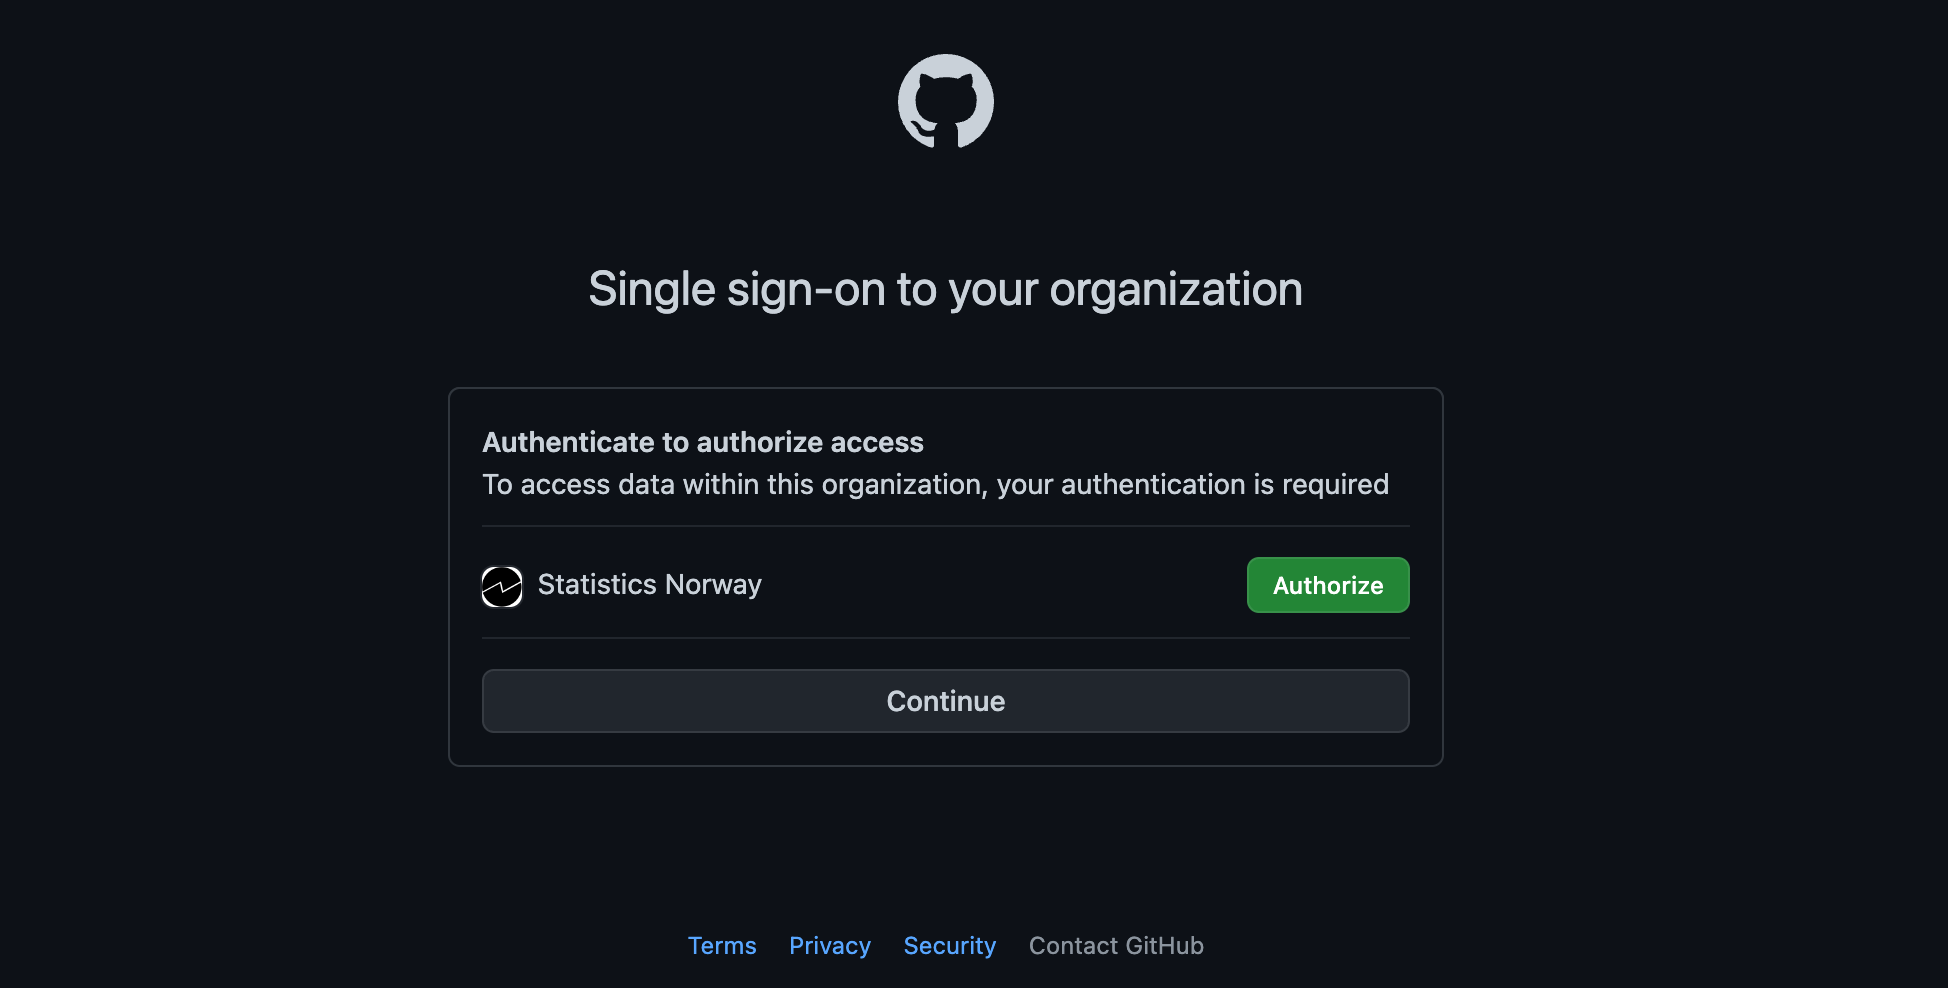 Single sign-on to your organization
Authenticate to authorize access
To access data within this organization, your authentication is required
Statistics Norway
Authorize
Continue
Terms Privacy Security Contact GitHub